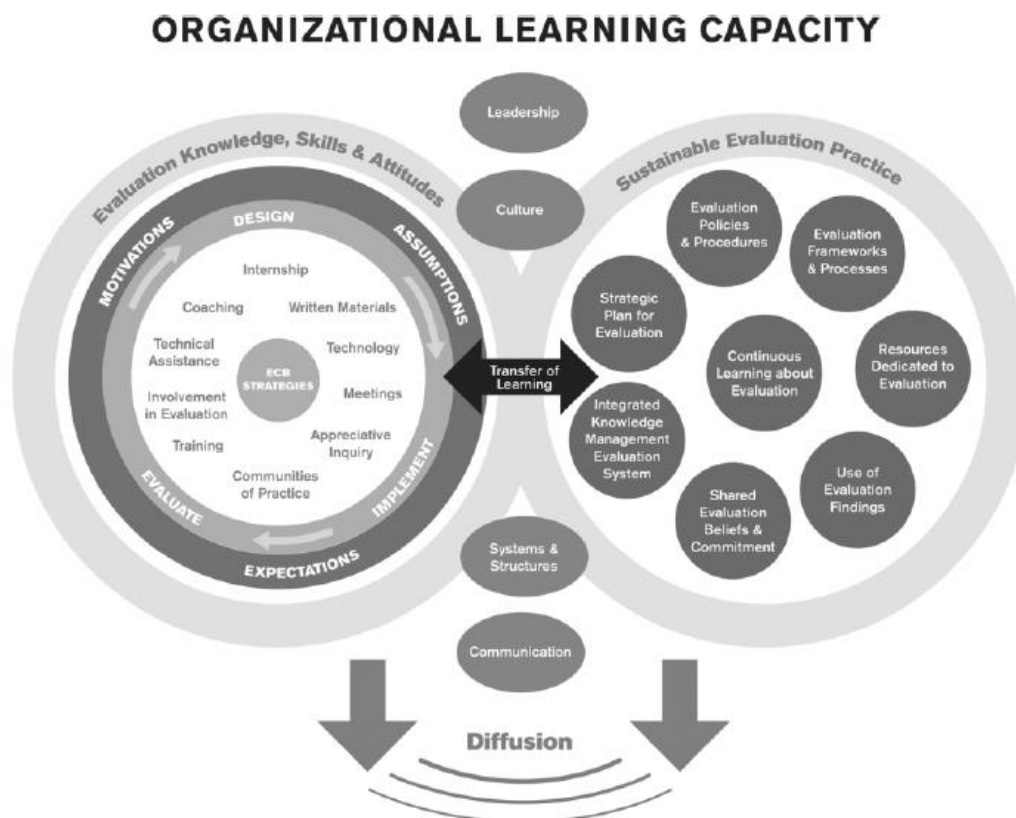 ORGANIZATIONAL LEARNING CAPACITY
Leadership
Culture
Evaluation Knowledge, Skills & Attitudes
MOTIVATIONS
ASSUMPTIONS
EXPECTATIONS
DESIGN
IMPLEMENT
EVALUATE
Internship
Coaching
Written Materials
Technical
Assistance
Technology
ECB
STRATEGIES
Involvement
in Evaluation
Meetings
Training
Appreciative
Inquiry
Communities
of Practice
Transfer of
Learning
Sustainable Evaluation Practice
Evaluation
Policies
& Procedures
Evaluation
Frameworks
& Processes
Strategic
Plan for
Evaluation
Continuous
Learning about
Evaluation
Resources
Dedicated to
Evaluation
Integrated
Knowledge
Management
Evaluation
System
Shared
Evaluation
Beliefs &
Commitment
Use of
Evaluation
Findings
Systems &
Structures
Communication
Diffusion